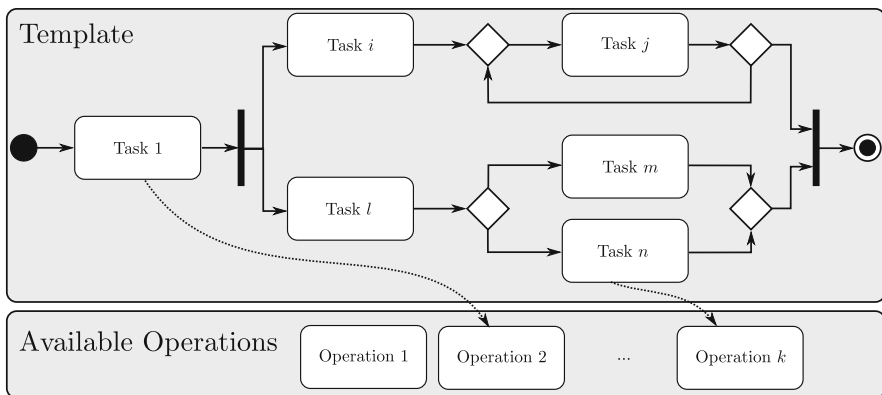 Template
Task i
Task j
Task 1
Task m
Task l
Task n
Available Operations
Operation 1
Operation 2
...
Operation k